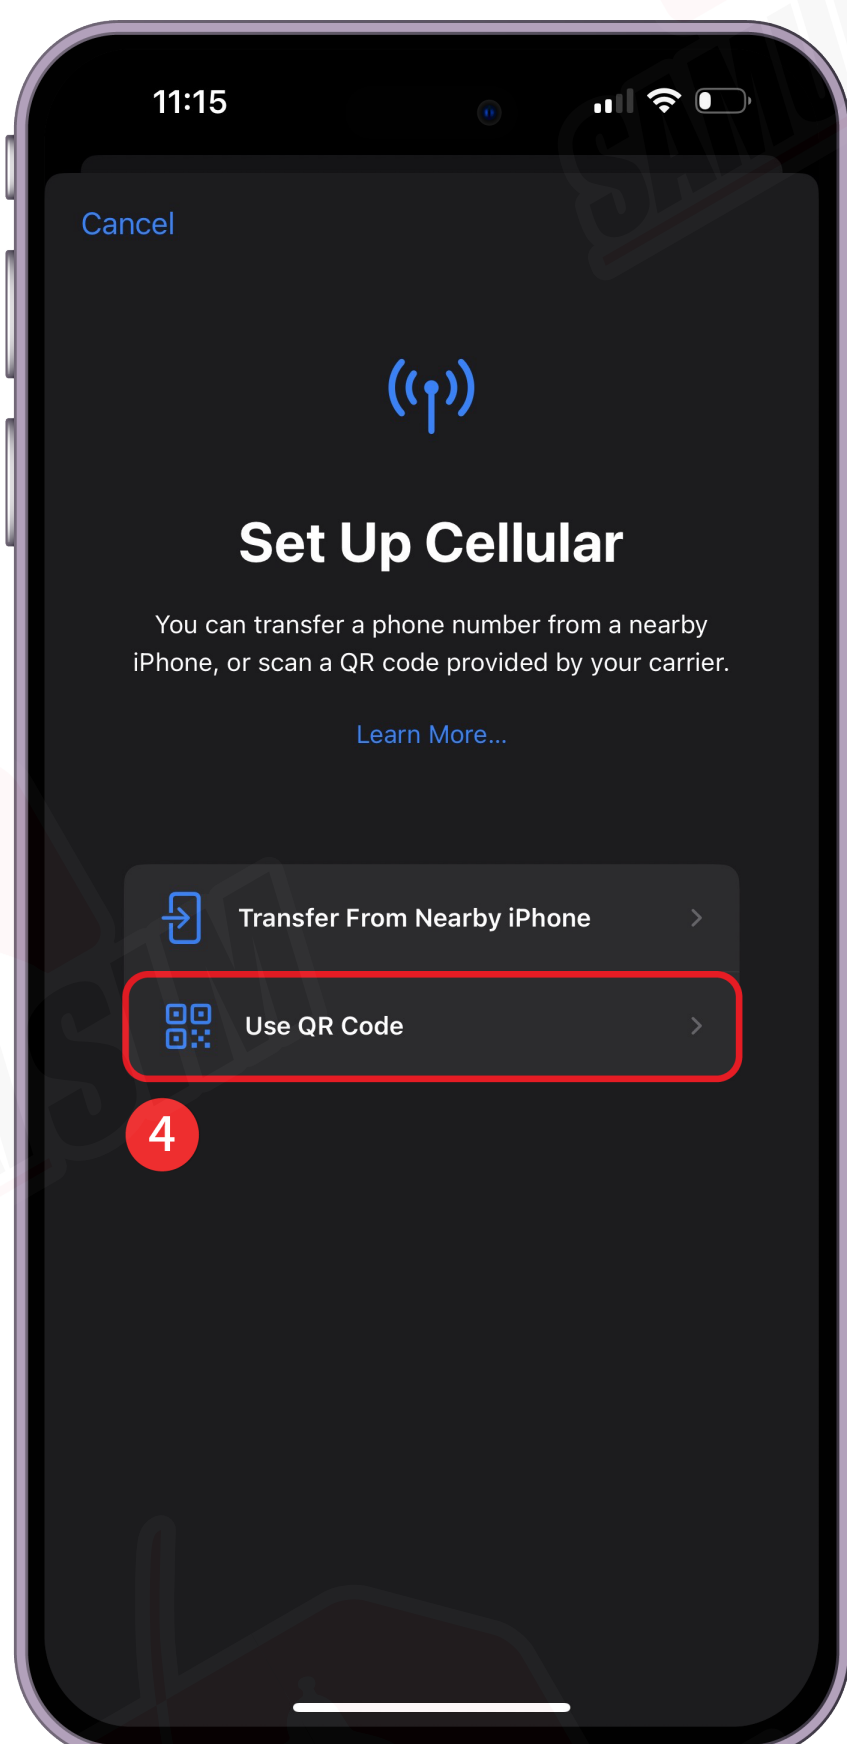 11:15
Cancel
Set Up Cellular
You can transfer a phone number from a nearby
iPhone, or scan a QR code provided by your carrier.
Learn More...
Transfer From Nearby iPhone
Use QR Code
4